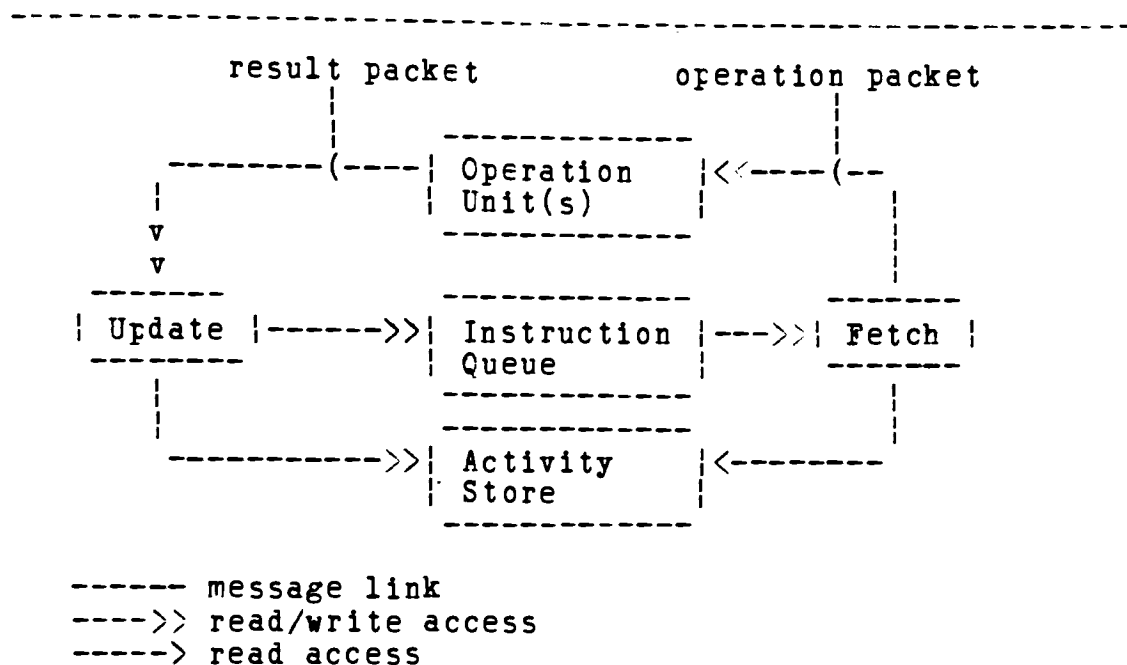 result packet
operation packet
Operation
Unit(s)
Update
Instruction
Queue
Fetch
Activity
Store
message link
read/write access
read access